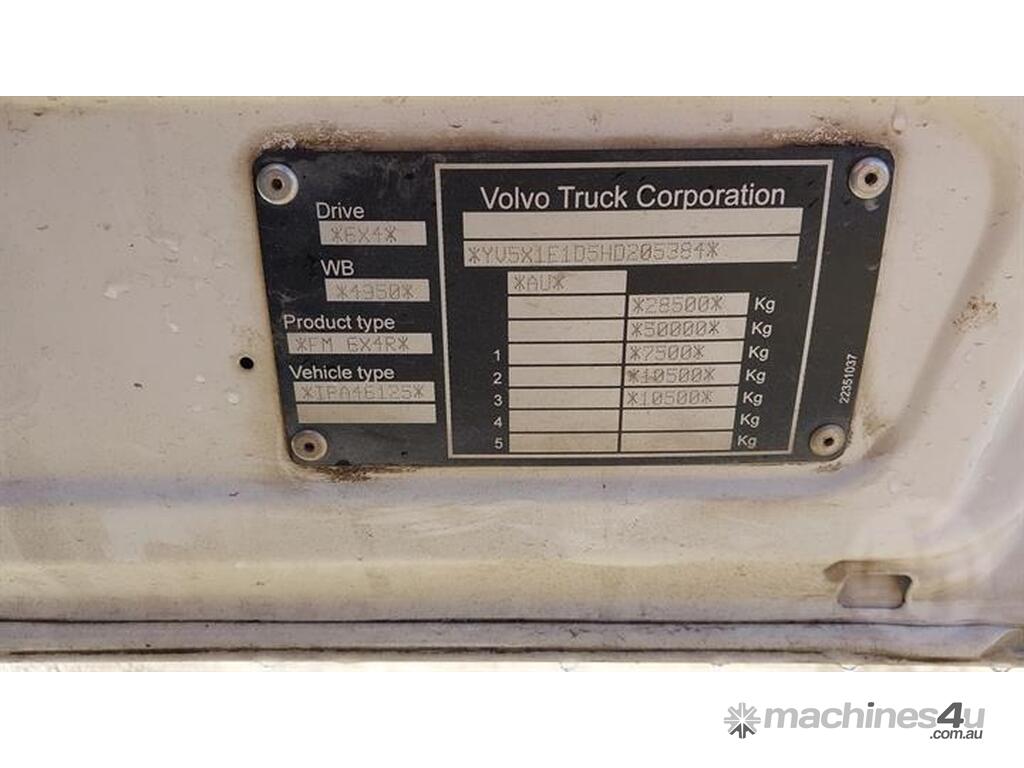 Volvo Truck Corporation
Drive
*6X4*
*YV5X1E1D5HD205384*
WB
*4950*
*AU*
*28500* Kg
Product type
*50000* Kg
*FM 6X4R*
1 *7500* Kg
Vehicle type
2 *10500* Kg
*IPA46125*
3 *10500* Kg
4 Kg
5 Kg
22351037
machines4u
.com.au